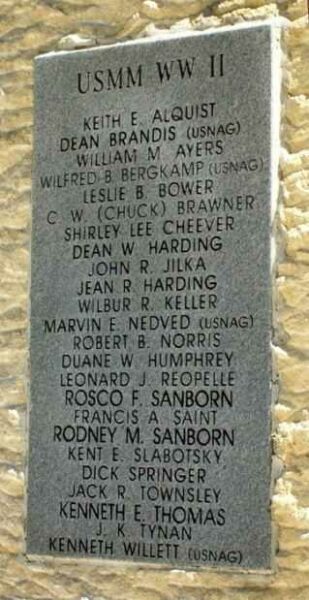 USMM WW II
KEITH E. ALQUIST
DEAN BRANDIS (USNAG)
WILLIAM M. AYERS
WILFRED B. BERGKAMP (USNAG)
LESLIE B. BOWER
C. W. (CHUCK) BRAWNER
SHIRLEY LEE CHEEVER
DEAN W. HARDING
JOHN R. JILKA
JEAN R. HARDING
WILBUR R. KELLER
MARVIN E. NEDVED (USNAG)
ROBERT B. NORRIS
DUANE W. HUMPHREY
LEONARD J. REOPELLE
ROSCO F. SANBORN
FRANCIS A. SAINT
RODNEY M. SANBORN
KENT E. SLABOTSKY
DICK SPRINGER
JACK R. TOWNSLEY
KENNETH E. THOMAS
J. K. TYNAN
KENNETH WILLETT (USNAG)